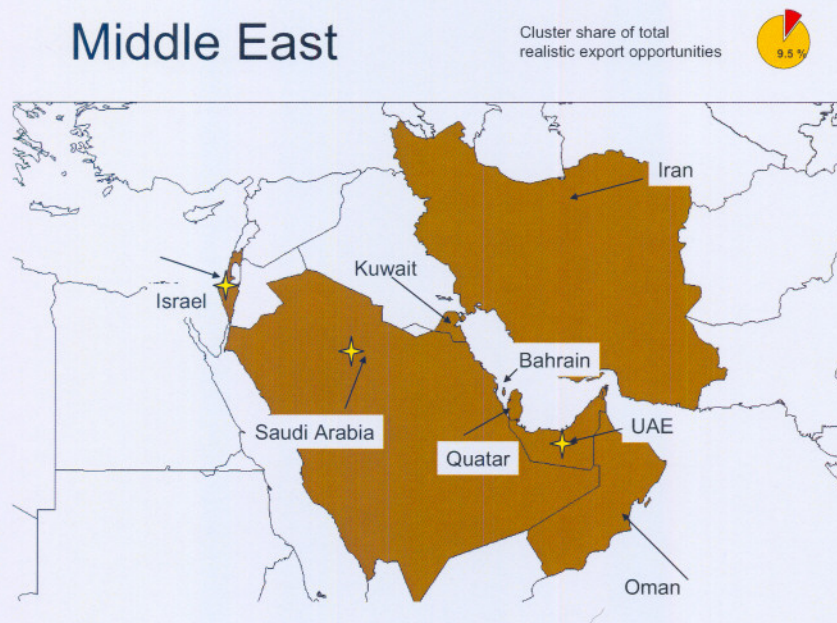 Middle East
Cluster share of total
realistic export opportunities
9.5 %
Iran
Kuwait
Israel
Bahrain
Saudi Arabia
UAE
Quatar
Oman